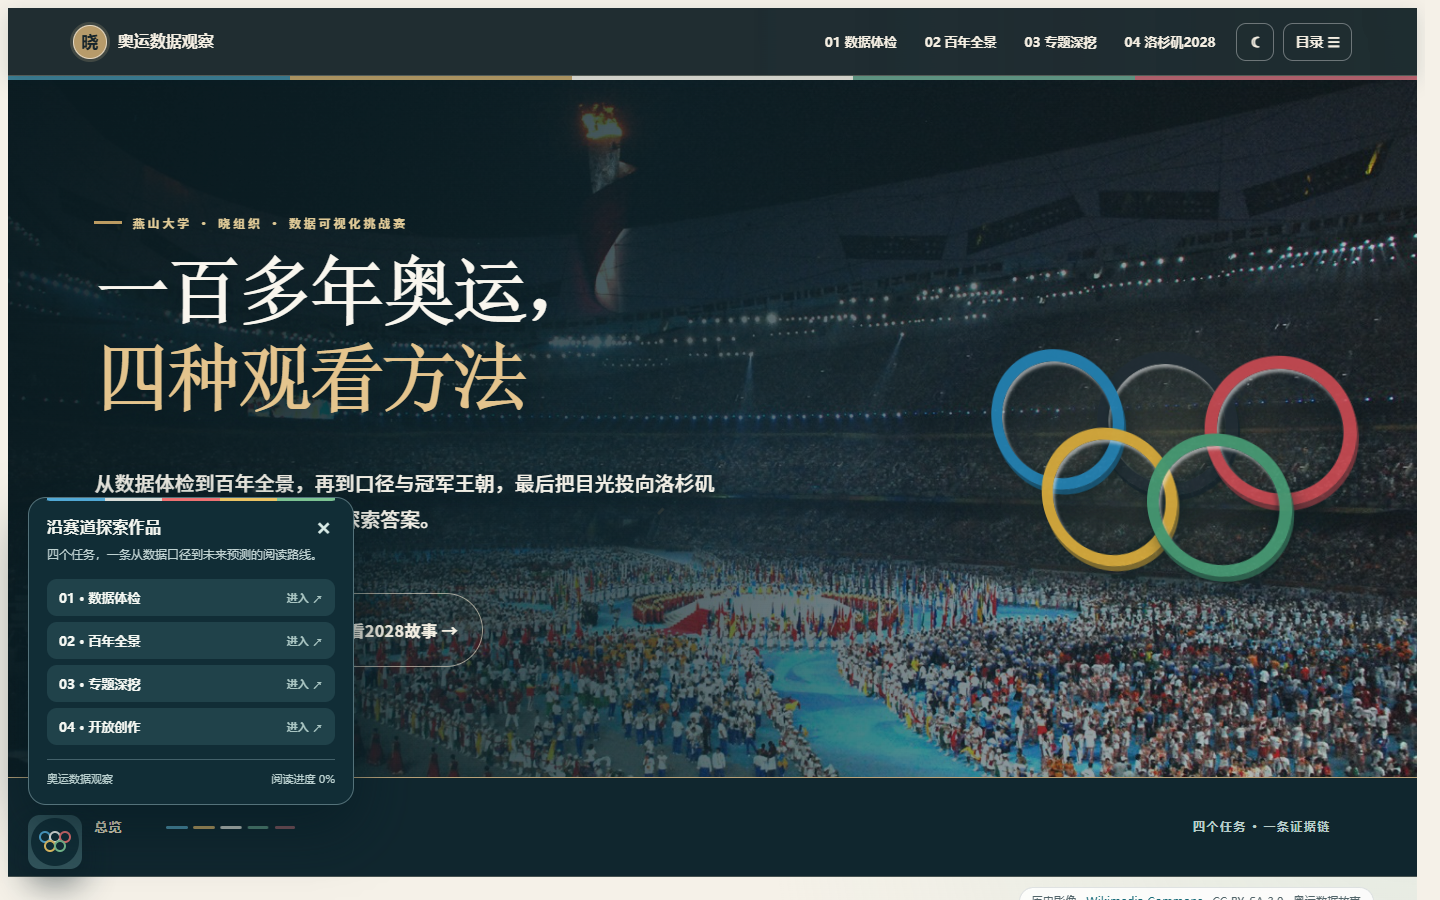 晓 奥运数据观察
01 数据体检 02 百年全景 03 专题深挖 04 洛杉矶2028 目录 ☰
燕山大学 • 晓组织 • 数据可视化挑战赛
一百多年奥运，
四种观看方法
从数据体检到百年全景，再到口径与冠军王朝，最后把目光投向洛杉矶
探索答案。
看2028故事 →
沿赛道探索作品 ×
四个任务，一条从数据口径到未来预测的阅读路线。
01 • 数据体检 进入 ↗
02 • 百年全景 进入 ↗
03 • 专题深挖 进入 ↗
04 • 开放创作 进入 ↗
奥运数据观察 阅读进度 0%
总览
四个任务 • 一条证据链